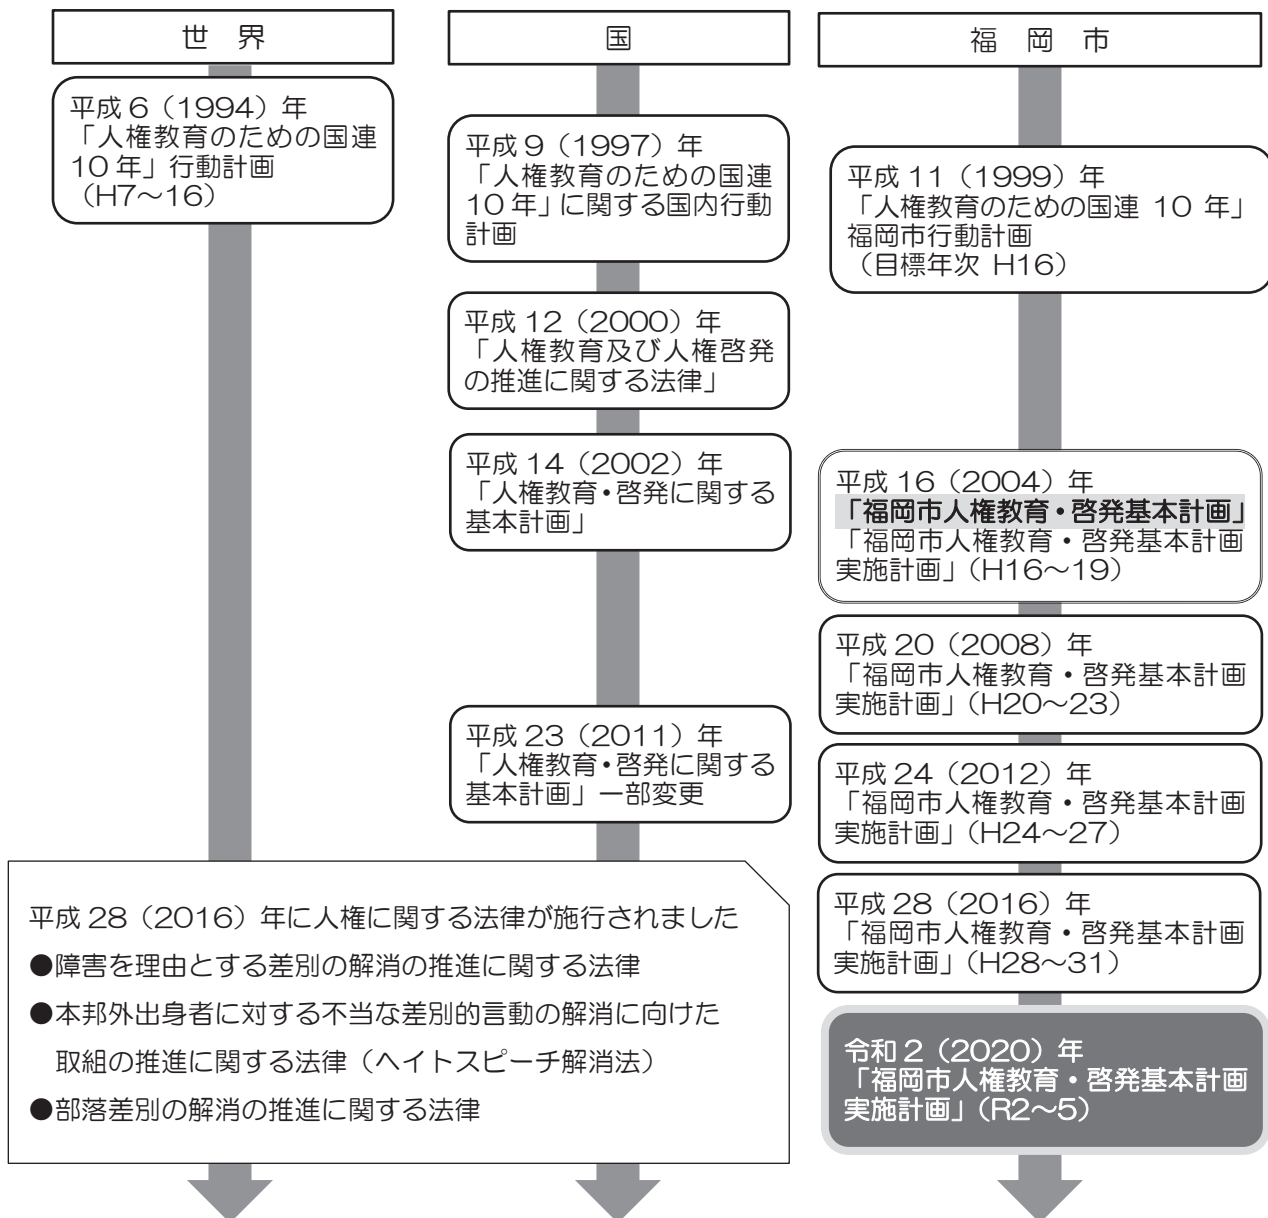 世 界
平成 6（1994）年
「人権教育のための国連
10 年」行動計画
（H7～16）
国
平成 9（1997）年
「人権教育のための国連
10 年」に関する国内行動
計画
平成 12（2000）年
「人権教育及び人権啓発
の推進に関する法律」
平成 14（2002）年
「人権教育・啓発に関する
基本計画」
平成 23（2011）年
「人権教育・啓発に関する
基本計画」一部変更
平成 28（2016）年に人権に関する法律が施行されました
●障害を理由とする差別の解消の推進に関する法律
●本邦外出身者に対する不当な差別的言動の解消に向けた
取組の推進に関する法律（ヘイトスピーチ解消法）
●部落差別の解消の推進に関する法律
福 岡 市
平成 11（1999）年
「人権教育のための国連 10 年」
福岡市行動計画
（目標年次 H16）
平成 16（2004）年
「福岡市人権教育・啓発基本計画」
「福岡市人権教育・啓発基本計画
実施計画」（H16～19）
平成 20（2008）年
「福岡市人権教育・啓発基本計画
実施計画」（H20～23）
平成 24（2012）年
「福岡市人権教育・啓発基本計画
実施計画」（H24～27）
平成 28（2016）年
「福岡市人権教育・啓発基本計画
実施計画」（H28～31）
令和 2（2020）年
「福岡市人権教育・啓発基本計画
実施計画」（R2～5）